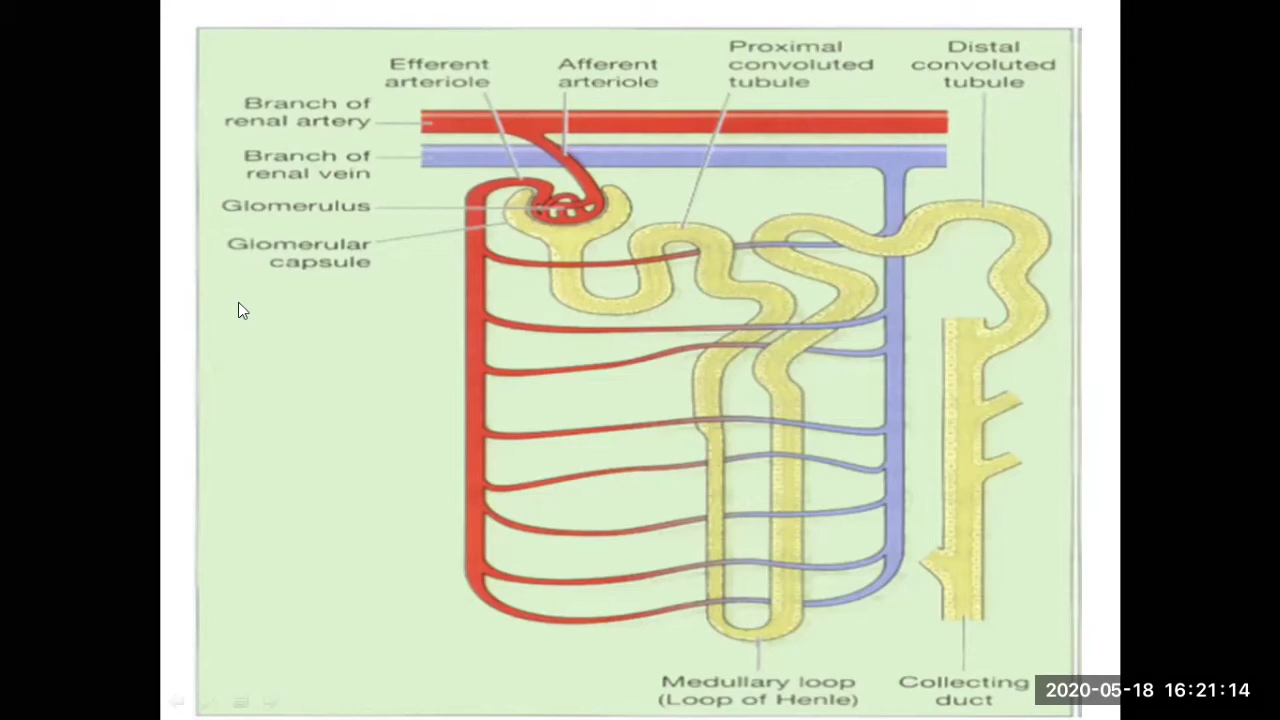 Efferent
arteriole
Afferent
arteriole
Proximal
convoluted
tubule
Distal
convoluted
tubule
Branch of
renal artery
Branch of
renal vein
Glomerulus
Glomerular
capsule
Medullary loop
(Loop of Henle)
Collecting
duct
2020-05-18 16:21:14